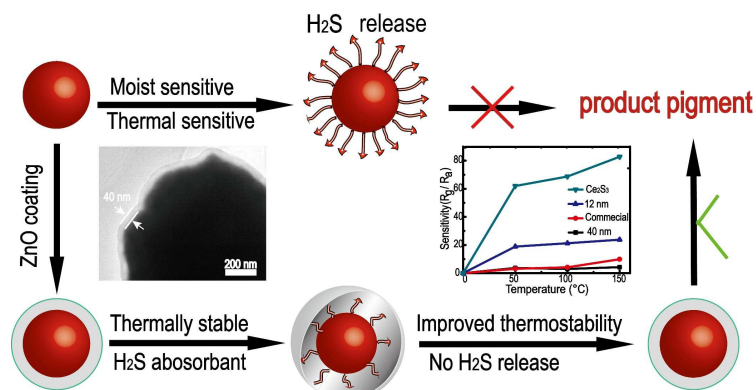 H2S release
Moist sensitive
Thermal sensitive
product pigment
ZnO coating
40 nm
200 nm
Sensitivity(Rg/Ra)
80
60
40
20
0
Ce2S3
12 nm
Commecial
40 nm
0
50
100
150
Temperature (°C)
Thermally stable
H2S abosorbant
Improved thermostability
No H2S release